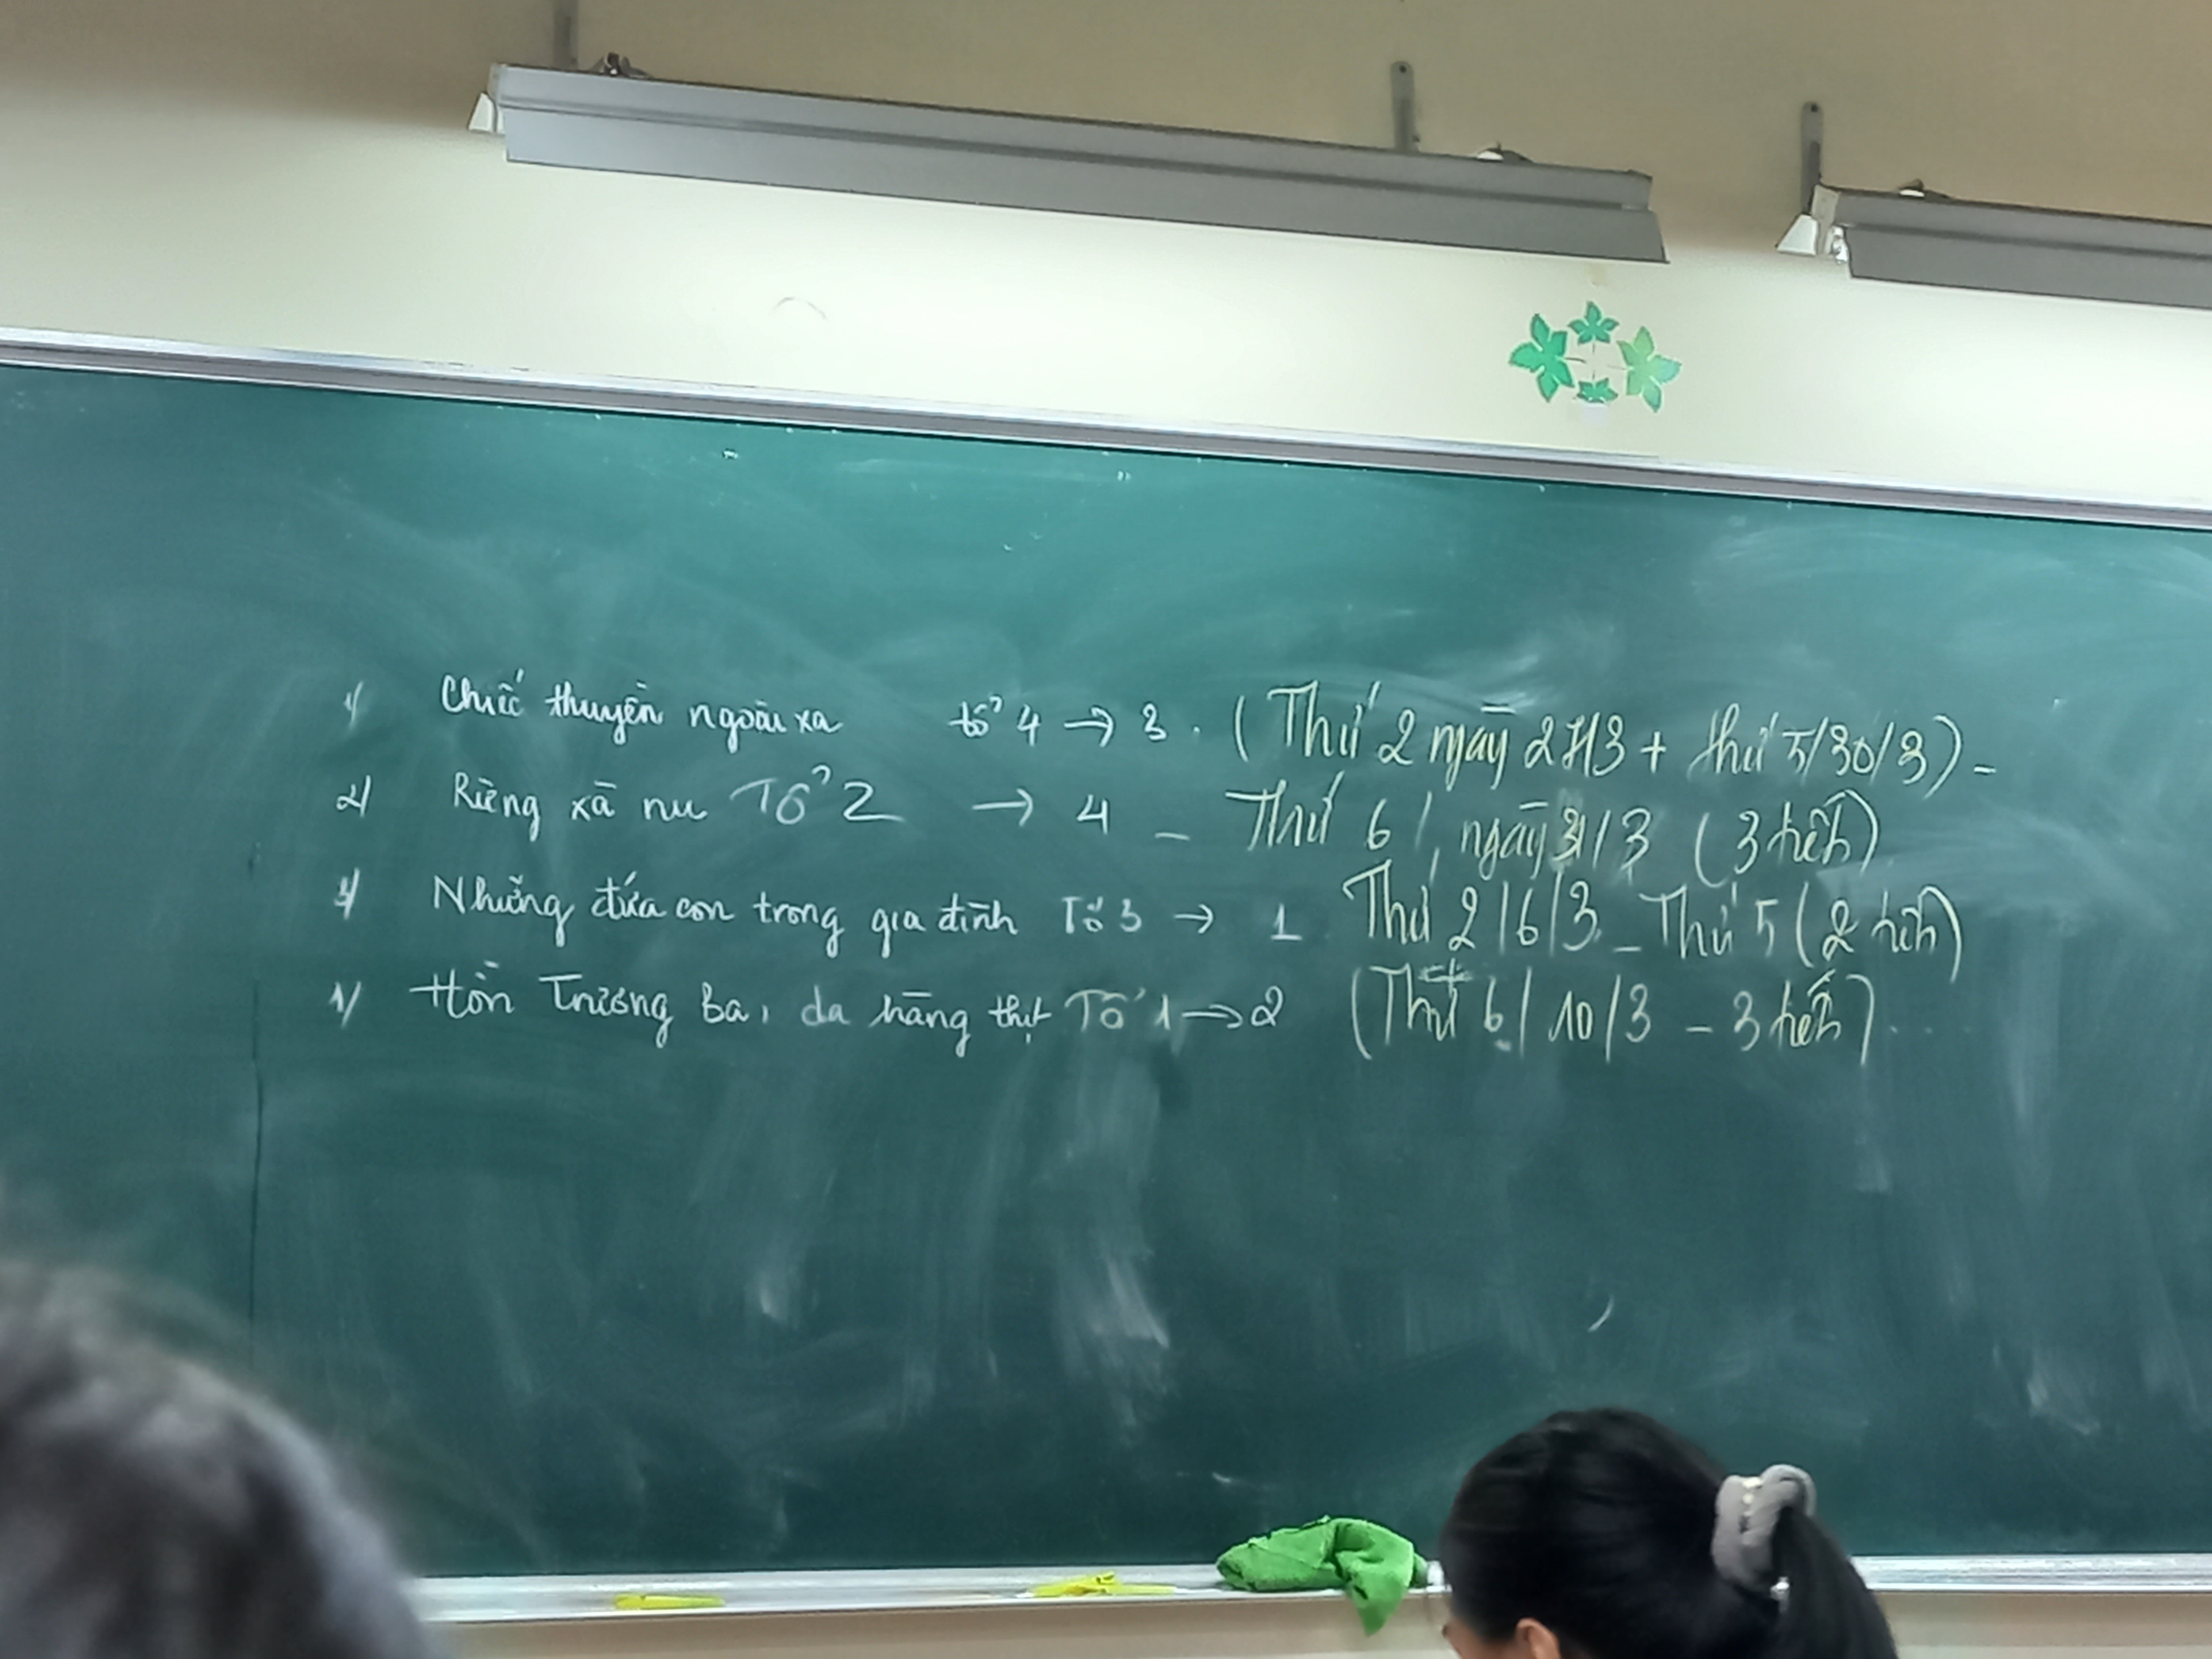 1/ Chiếc thuyền ngoài xa tổ 4 → 3. (Thứ 2 ngày 27/3 + thứ 5/30/3) -
2/ Rừng xà nu Tổ 2 → 4 - Thứ 6/ ngày 31/3 (3 tiết)
3/ Những đứa con trong gia đình Tổ 3 → 1 Thứ 2/6/3 - Thứ 5 (2 tiết)
Hồn Trương Ba, da hàng thịt Tổ 1 → 2 (Thứ 6/10/3 - 3 tiết)....